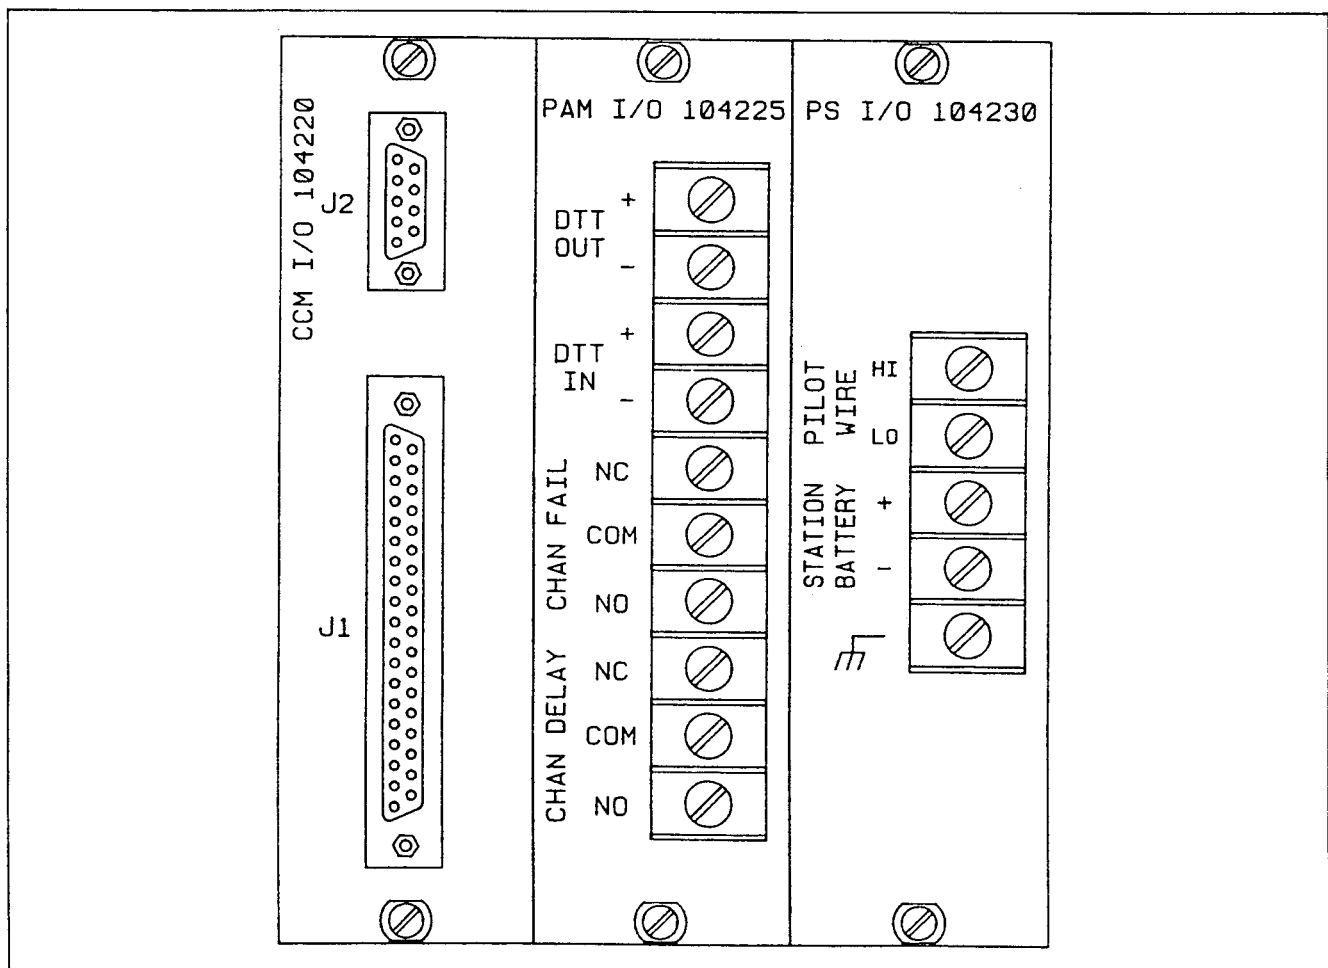 CCM I/O 104220
J2
J1
PAM I/O 104225
DTT
OUT
+
-
DTT
IN
+
-
CHAN FAIL
NC
COM
NO
CHAN DELAY
NC
COM
NO
PS I/O 104230
PILOT
WIRE
HI
LO
STATION
BATTERY
+
-